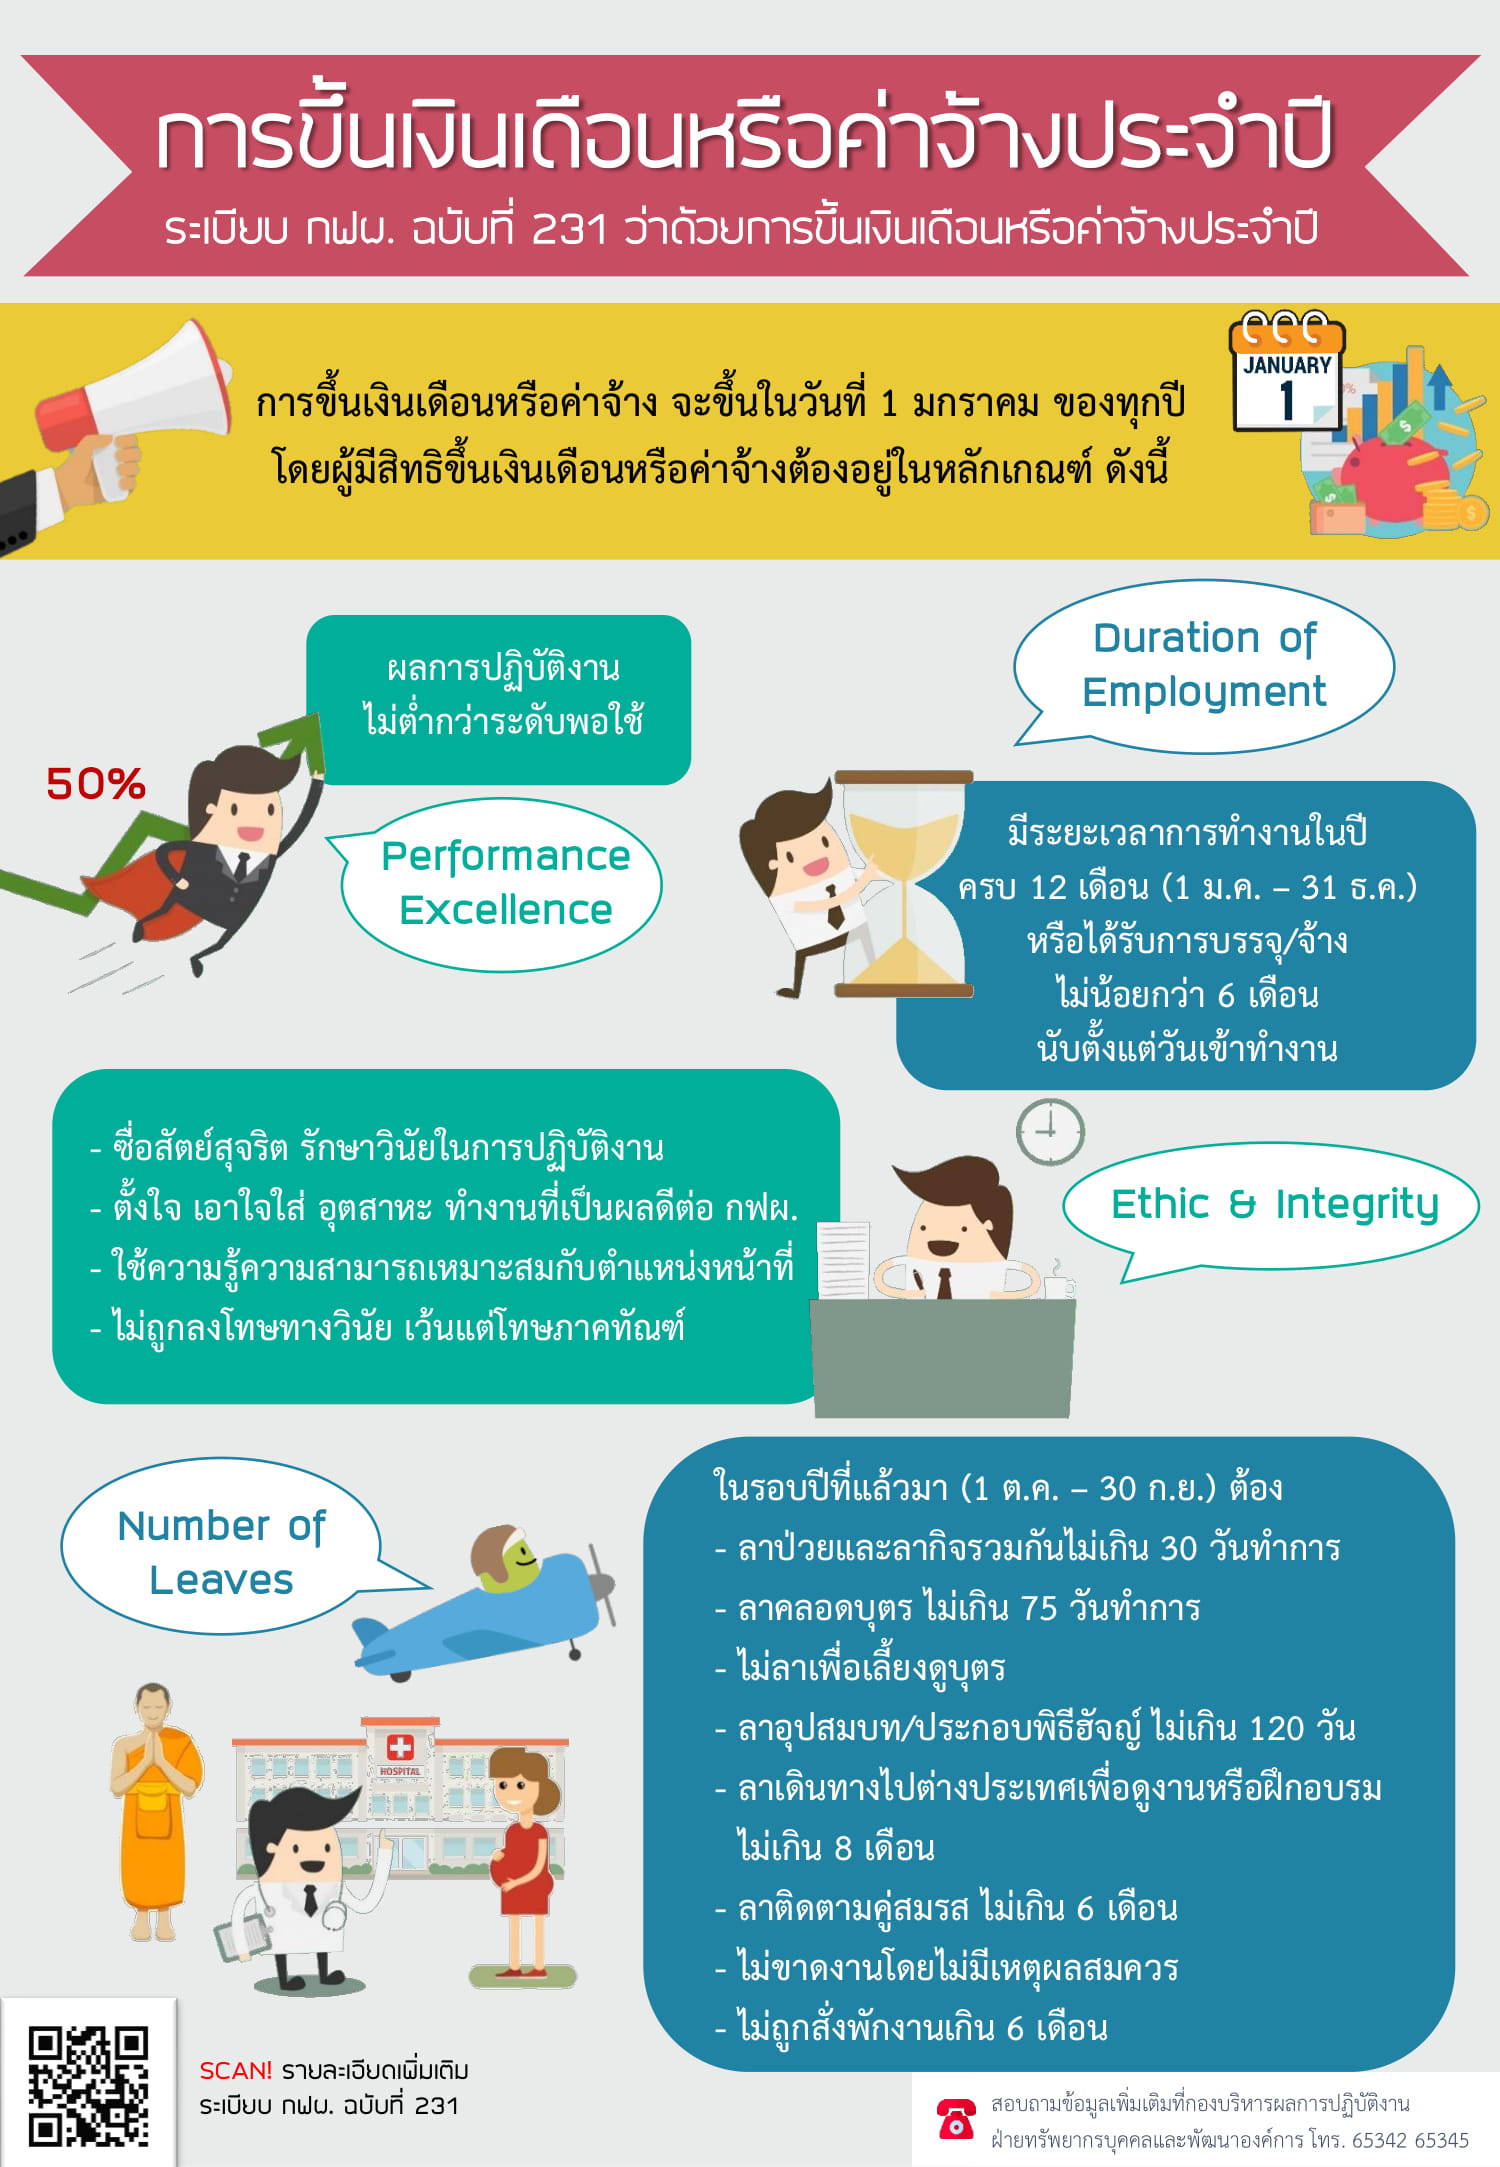 การขึ้นเงินเดือนหรือค่าจ้างประจำปี
ระเบียบ กฟผ. ฉบับที่ 231 ว่าด้วยการขึ้นเงินเดือนหรือค่าจ้างประจำปี
การขึ้นเงินเดือนหรือค่าจ้าง จะขึ้นในวันที่ 1 มกราคม ของทุกปี
โดยผู้มีสิทธิขึ้นเงินเดือนหรือค่าจ้างต้องอยู่ในหลักเกณฑ์ ดังนี้
JANUARY
1
ผลการปฏิบัติงาน
ไม่ต่ำกว่าระดับพอใช้
50%
Performance
Excellence
Duration of
Employment
มีระยะเวลาการทำงานในปี
ครบ 12 เดือน (1 ม.ค. – 31 ธ.ค.)
หรือได้รับการบรรจุ/จ้าง
ไม่น้อยกว่า 6 เดือน
นับตั้งแต่วันเข้าทำงาน
- ซื่อสัตย์สุจริต รักษาวินัยในการปฏิบัติงาน
- ตั้งใจ เอาใจใส่ อุตสาหะ ทำงานที่เป็นผลดีต่อ กฟผ.
- ใช้ความรู้ความสามารถเหมาะสมกับตำแหน่งหน้าที่
- ไม่ถูกลงโทษทางวินัย เว้นแต่โทษภาคทัณฑ์
Ethic & Integrity
Number of
Leaves
HOSPITAL
ในรอบปีที่แล้วมา (1 ต.ค. – 30 ก.ย.) ต้อง
- ลาป่วยและลากิจรวมกันไม่เกิน 30 วันทำการ
- ลาคลอดบุตร ไม่เกิน 75 วันทำการ
- ไม่ลาเพื่อเลี้ยงดูบุตร
- ลาอุปสมบท/ประกอบพิธีฮัจญ์ ไม่เกิน 120 วัน
- ลาเดินทางไปต่างประเทศเพื่อดูงานหรือฝึกอบรม
ไม่เกิน 8 เดือน
- ลาติดตามคู่สมรส ไม่เกิน 6 เดือน
- ไม่ขาดงานโดยไม่มีเหตุผลสมควร
- ไม่ถูกสั่งพักงานเกิน 6 เดือน
SCAN! รายละเอียดเพิ่มเติม
ระเบียบ กฟผ. ฉบับที่ 231
สอบถามข้อมูลเพิ่มเติมที่กองบริหารผลการปฏิบัติงาน
ฝ่ายทรัพยากรบุคคลและพัฒนาองค์การ โทร. 65342 65345